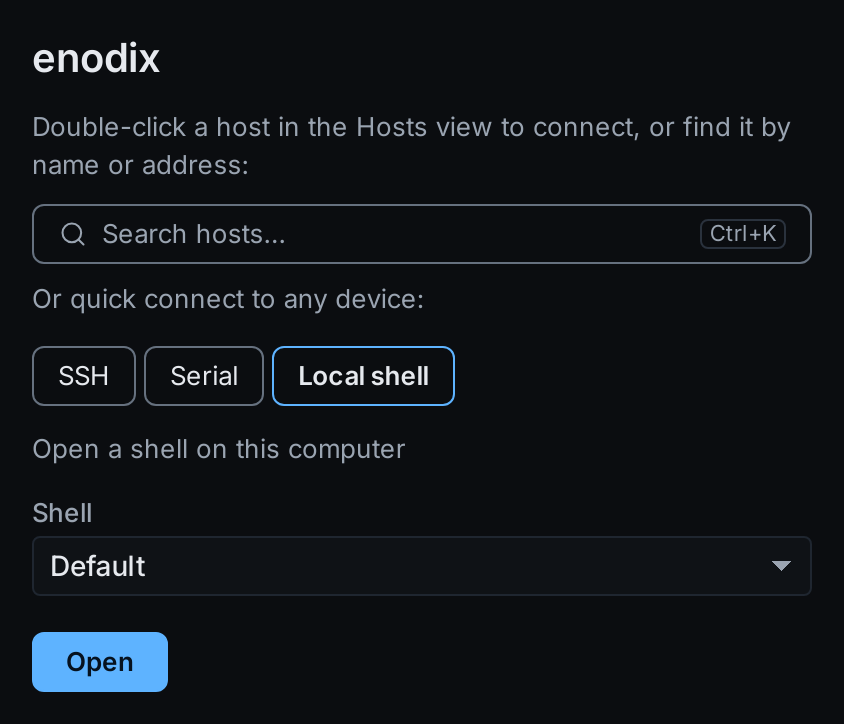 enodix
Double-click a host in the Hosts view to connect, or find it by
name or address:
Search hosts... Ctrl+K
Or quick connect to any device:
SSH Serial Local shell
Open a shell on this computer
Shell
Default
Open